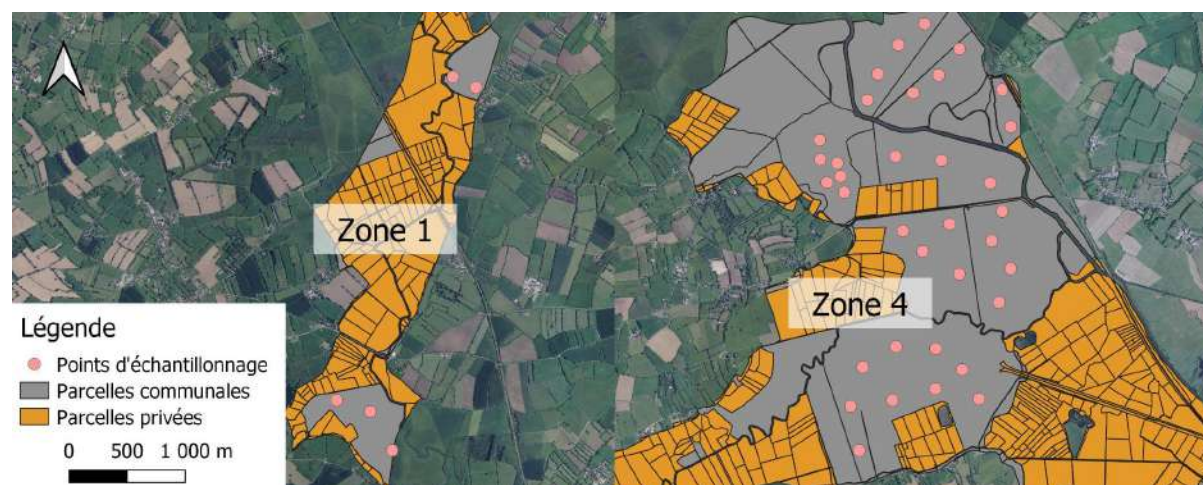 Zone 1
Zone 4
Légende
Points d'échantillonnage
Parcelles communales
Parcelles privées
0 500 1 000 m